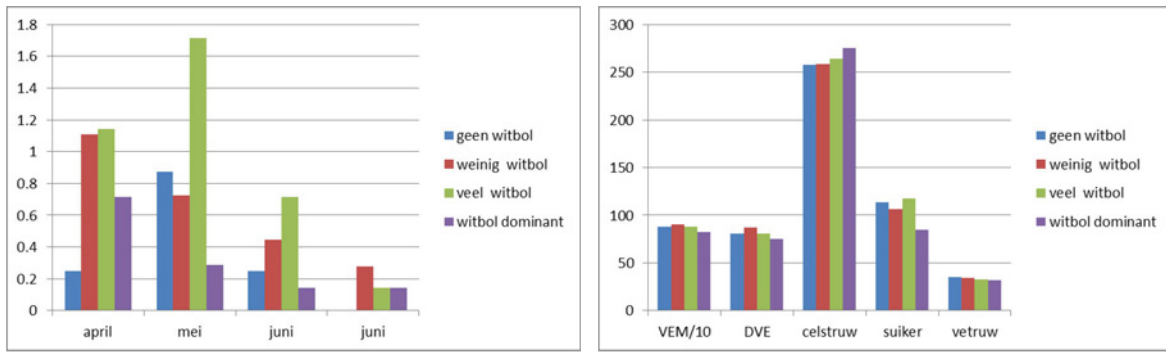 1.8
1.6
1.4
1.2
1
0.8
0.6
0.4
0.2
0
april mei juni juni
geen witbol
weinig witbol
veel witbol
witbol dominant
300
250
200
150
100
50
0
VEM/10 DVE celstruw suiker vetruw
geen witbol
weinig witbol
veel witbol
witbol dominant